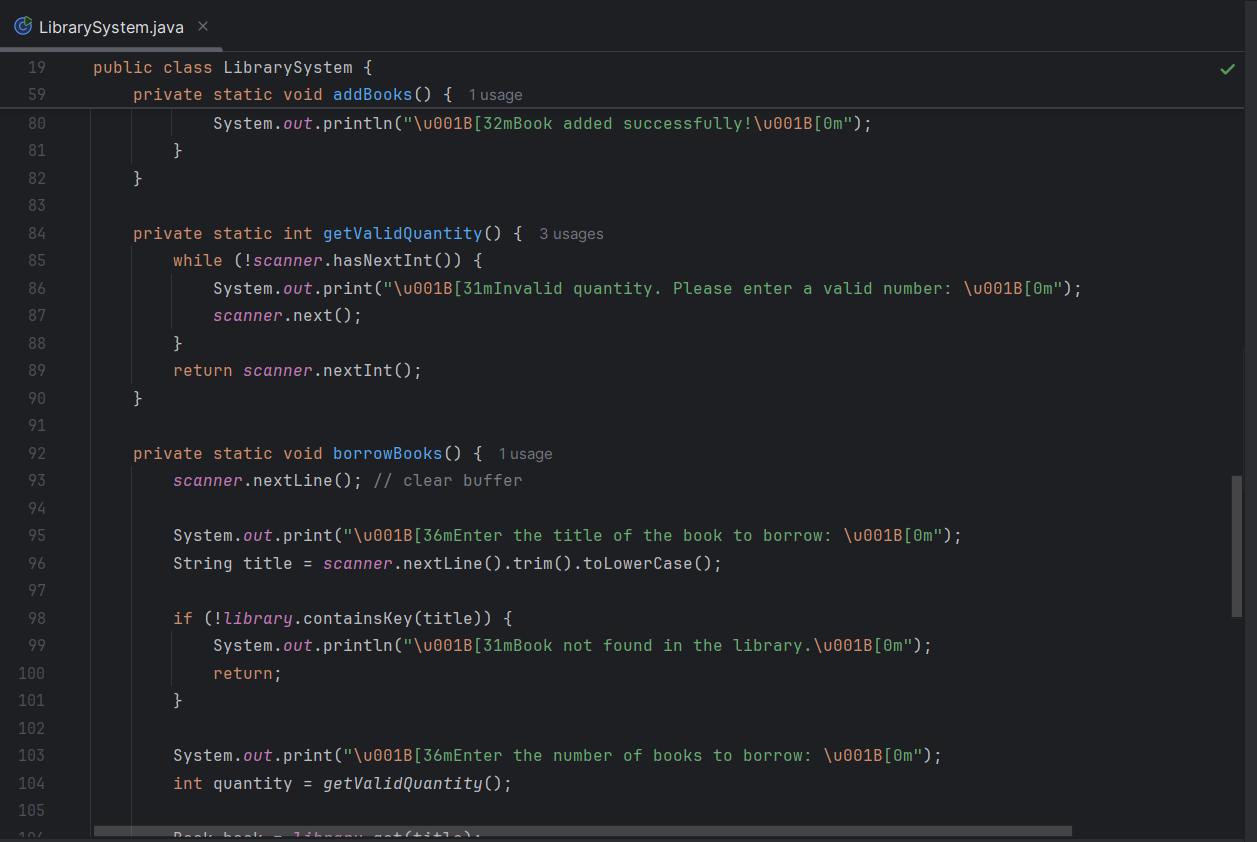 LibrarySystem.java
19 public class LibrarySystem {
59 private static void addBooks() { 1 usage
80 System.out.println("\u001B[32mBook added successfully!\u001B[0m");
81 }
82 }
83
84 private static int getValidQuantity() { 3 usages
85 while (!scanner.hasNextInt()) {
86 System.out.print("\u001B[31mInvalid quantity. Please enter a valid number: \u001B[0m");
87 scanner.next();
88 }
89 return scanner.nextInt();
90 }
91
92 private static void borrowBooks() { 1 usage
93 scanner.nextLine(); // clear buffer
94
95 System.out.print("\u001B[36mEnter the title of the book to borrow: \u001B[0m");
96 String title = scanner.nextLine().trim().toLowerCase();
97
98 if (!library.containsKey(title)) {
99 System.out.println("\u001B[31mBook not found in the library.\u001B[0m");
100 return;
101 }
102
103 System.out.print("\u001B[36mEnter the number of books to borrow: \u001B[0m");
104 int quantity = getValidQuantity();
105
106 Book book = library.get(title);